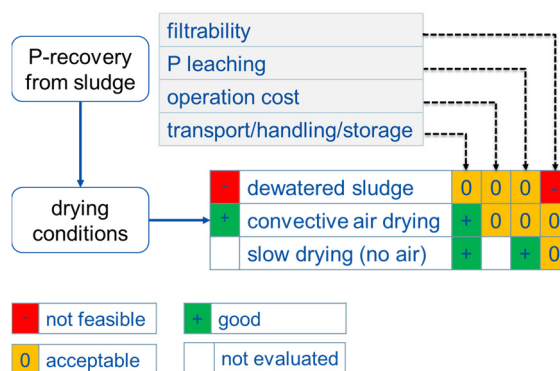 P-recovery
from sludge
filtrability
P leaching
operation cost
transport/handling/storage
drying
conditions
- dewatered sludge 0 0 0 -
+ convective air drying + 0 0 0
slow drying (no air) + + 0
- not feasible
+ good
0 acceptable
not evaluated